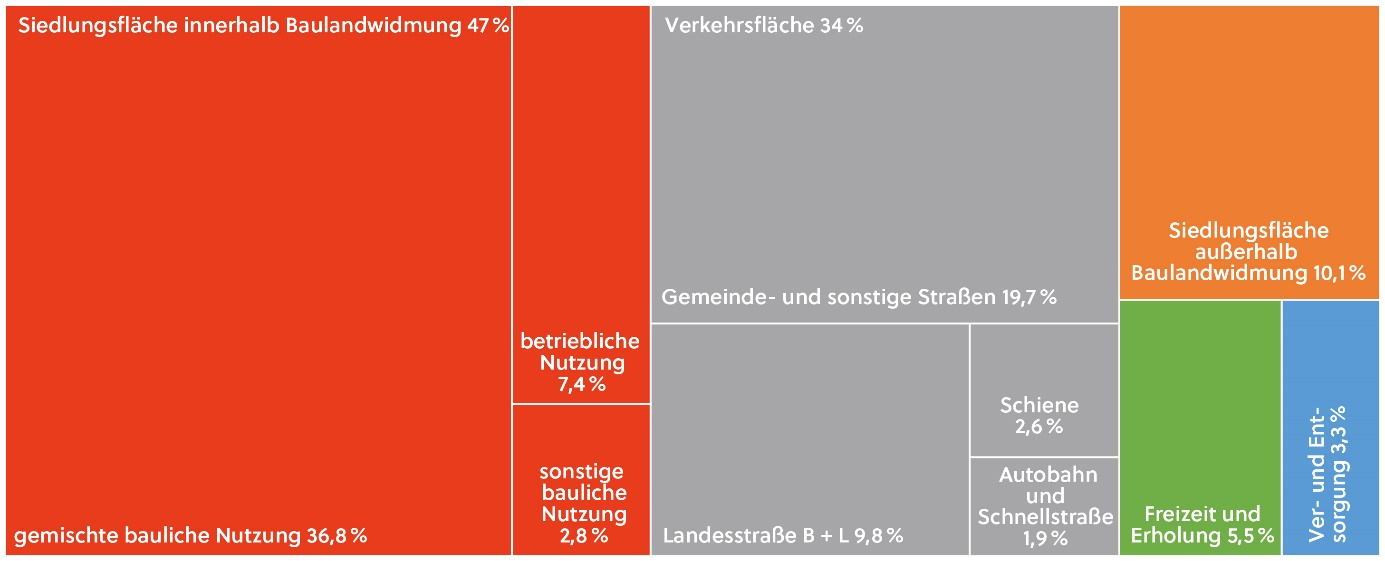 Siedlungsfläche innerhalb Baulandwidmung 47 %
gemischte bauliche Nutzung 36,8 %
betriebliche
Nutzung
7,4 %
sonstige
bauliche
Nutzung
2,8 %
Verkehrsfläche 34 %
Gemeinde- und sonstige Straßen 19,7 %
Landesstraße B + L 9,8 %
Schiene
2,6 %
Autobahn
und
Schnellstraße
1,9 %
Siedlungsfläche
außerhalb
Baulandwidmung 10,1 %
Freizeit und
Erholung 5,5 %
Ver- und Ent-
sorgung 3,3 %